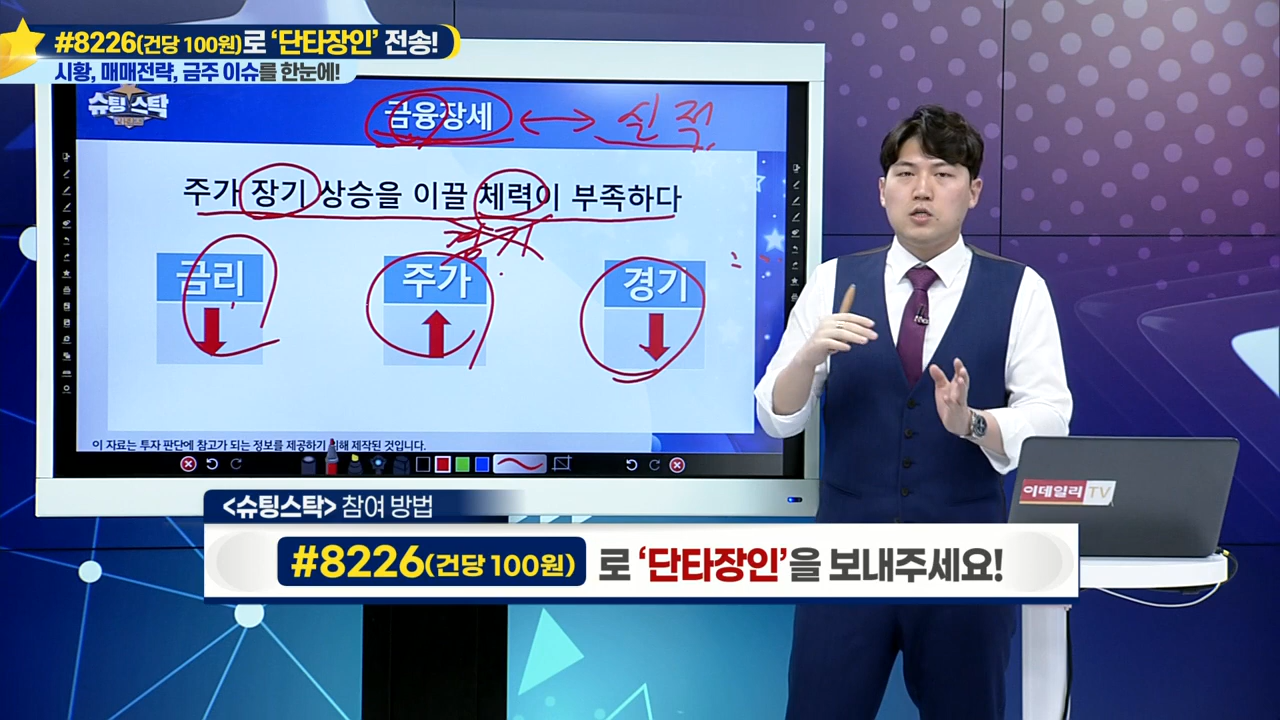 #8226(건당 100원)로 ‘단타장인’ 전송!
시황, 매매전략, 금주 이슈를 한눈에!
슈팅스탁
금융장세 ↔ 실적
주가 장기 상승을 이끌 체력이 부족하다
금리 주가 경기
이 자료는 투자 판단에 참고가 되는 정보를 제공하기 위해 제작된 것입니다.
이데일리 TV
<슈팅스탁> 참여 방법
#8226(건당 100원) 로 ‘단타장인’을 보내주세요!